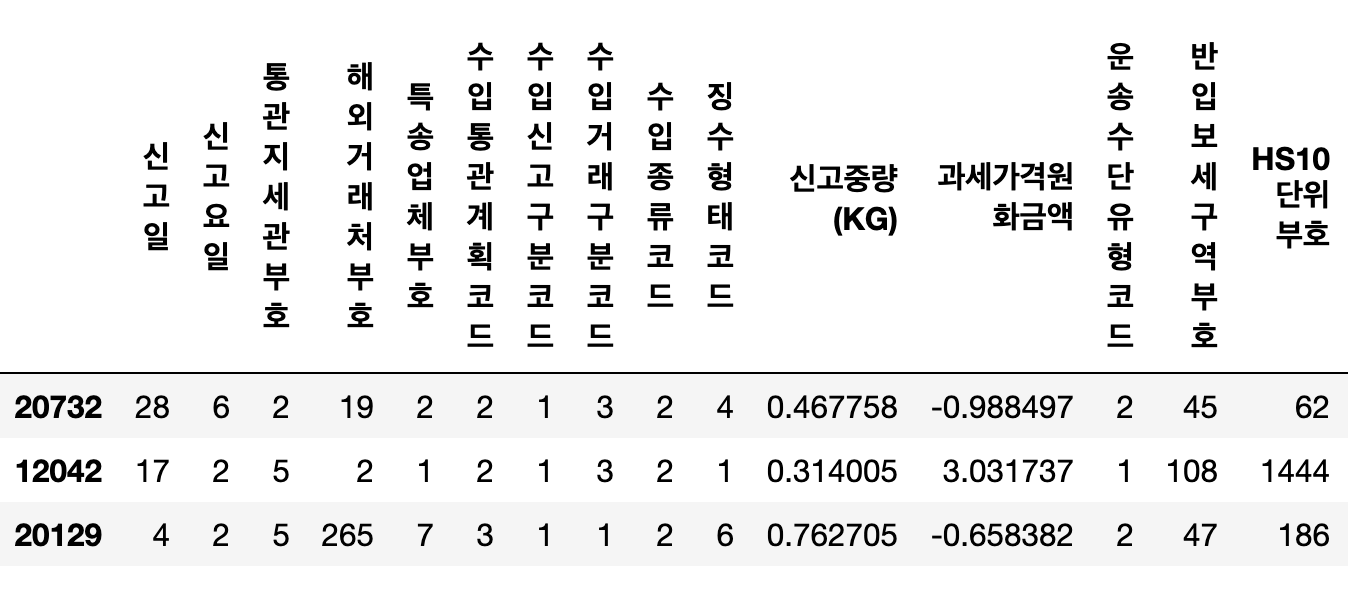 신고일 신고요일 통관지세관부호 해외거래처부호 특송업체부호 수입통관계획코드 수입신고구분코드 수입거래구분코드 수입종류코드 징수형태코드 신고중량(KG) 과세가격원화금액 운송수단유형코드 반입보세구역부호 HS10단위부호
20732 28 6 2 19 2 2 1 3 2 4 0.467758 -0.988497 2 45 62
12042 17 2 5 2 1 2 1 3 2 1 0.314005 3.031737 1 108 1444
20129 4 2 5 265 7 3 1 1 2 6 0.762705 -0.658382 2 47 186